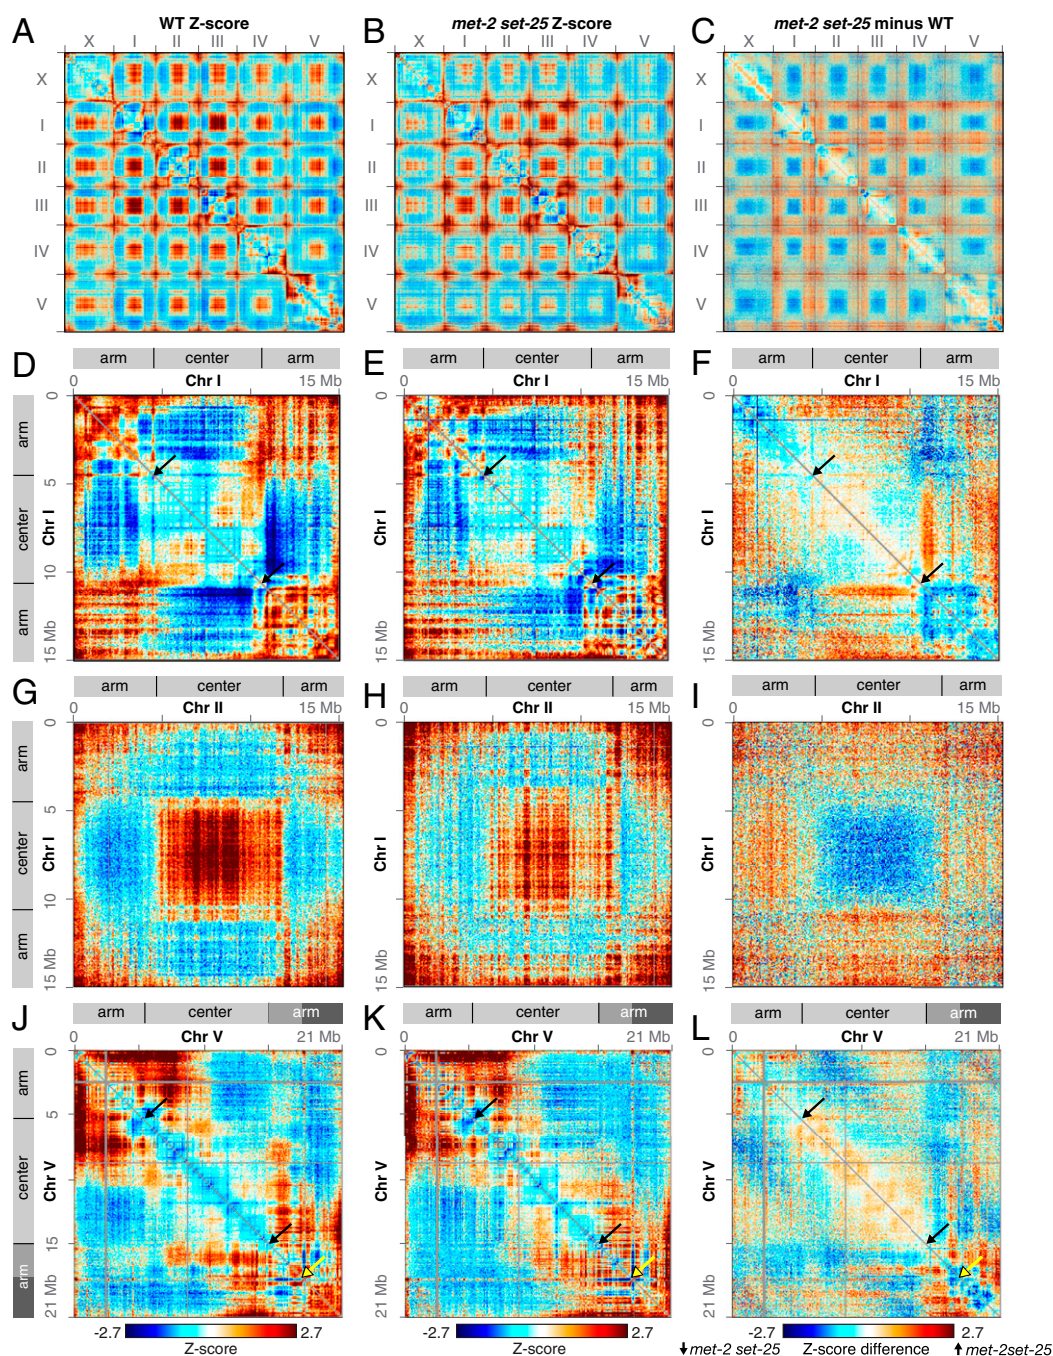 A WT Z-score B met-2 set-25 Z-score C met-2 set-25 minus WT
X I II III IV V X I II III IV V X I II III IV V
X X X
I I I
II II II
III III III
IV IV IV
V V V
arm center arm arm center arm arm center arm
D E F
0 Chr I 15 Mb 0 Chr I 15 Mb 0 Chr I 15 Mb
arm center arm
0 5 10 15 Mb
Chr I
0 5 10 15 Mb
Chr I
0 5 10 15 Mb
Chr I
arm center arm arm center arm arm center arm
G H I
0 Chr II 15 Mb 0 Chr II 15 Mb 0 Chr II 15 Mb
arm center arm
0 5 10 15 Mb
Chr I
0 15 Mb
Chr I
0 15 Mb
Chr I
arm center arm arm center arm arm center arm
J K L
0 Chr V 21 Mb 0 Chr V 21 Mb 0 Chr V 21 Mb
arm center arm
0 5 15 21 Mb
Chr V
0 5 15 21 Mb
Chr V
0 5 15 21 Mb
Chr V
-2.7 2.7 -2.7 2.7 -2.7 2.7
Z-score Z-score ↓met-2 set-25 Z-score difference ↑met-2set-25